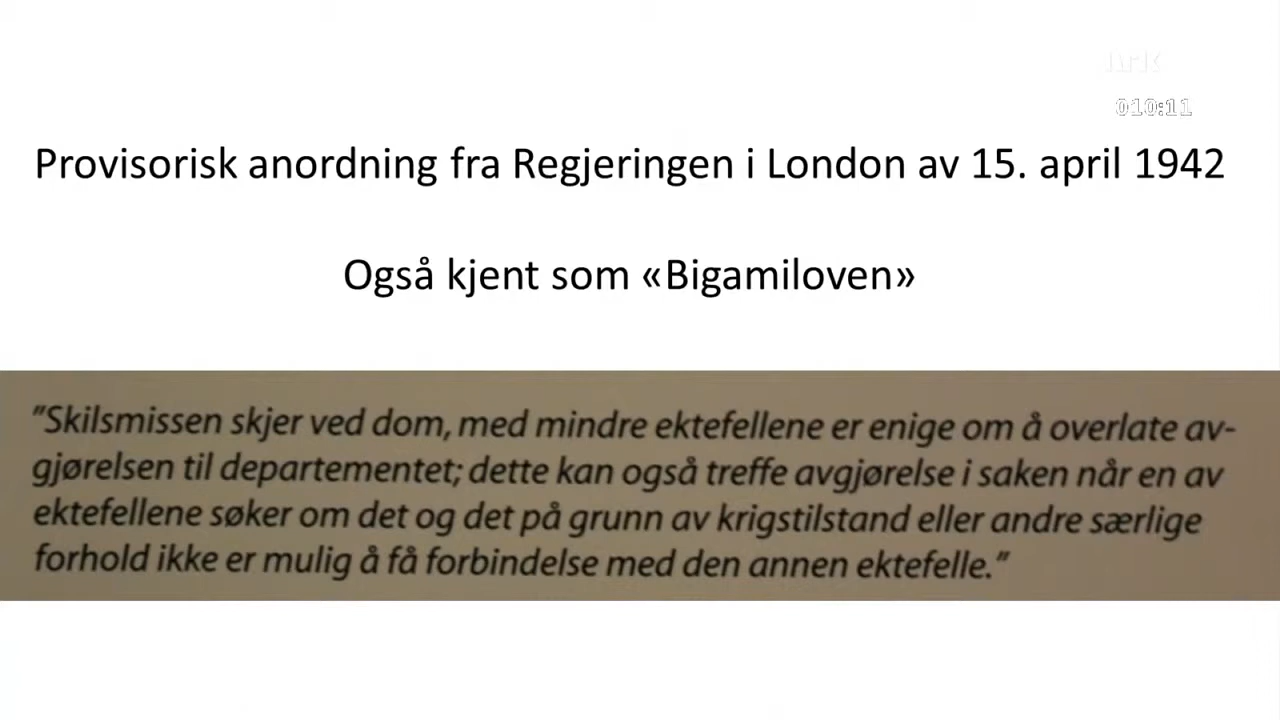 nrk
010:11
Provisorisk anordning fra Regjeringen i London av 15. april 1942
Også kjent som «Bigamiloven»
”Skilsmissen skjer ved dom, med mindre ektefellene er enige om å overlate av-
gjørelsen til departementet; dette kan også treffe avgjørelse i saken når en av
ektefellene søker om det og det på grunn av krigstilstand eller andre særlige
forhold ikke er mulig å få forbindelse med den annen ektefelle.”